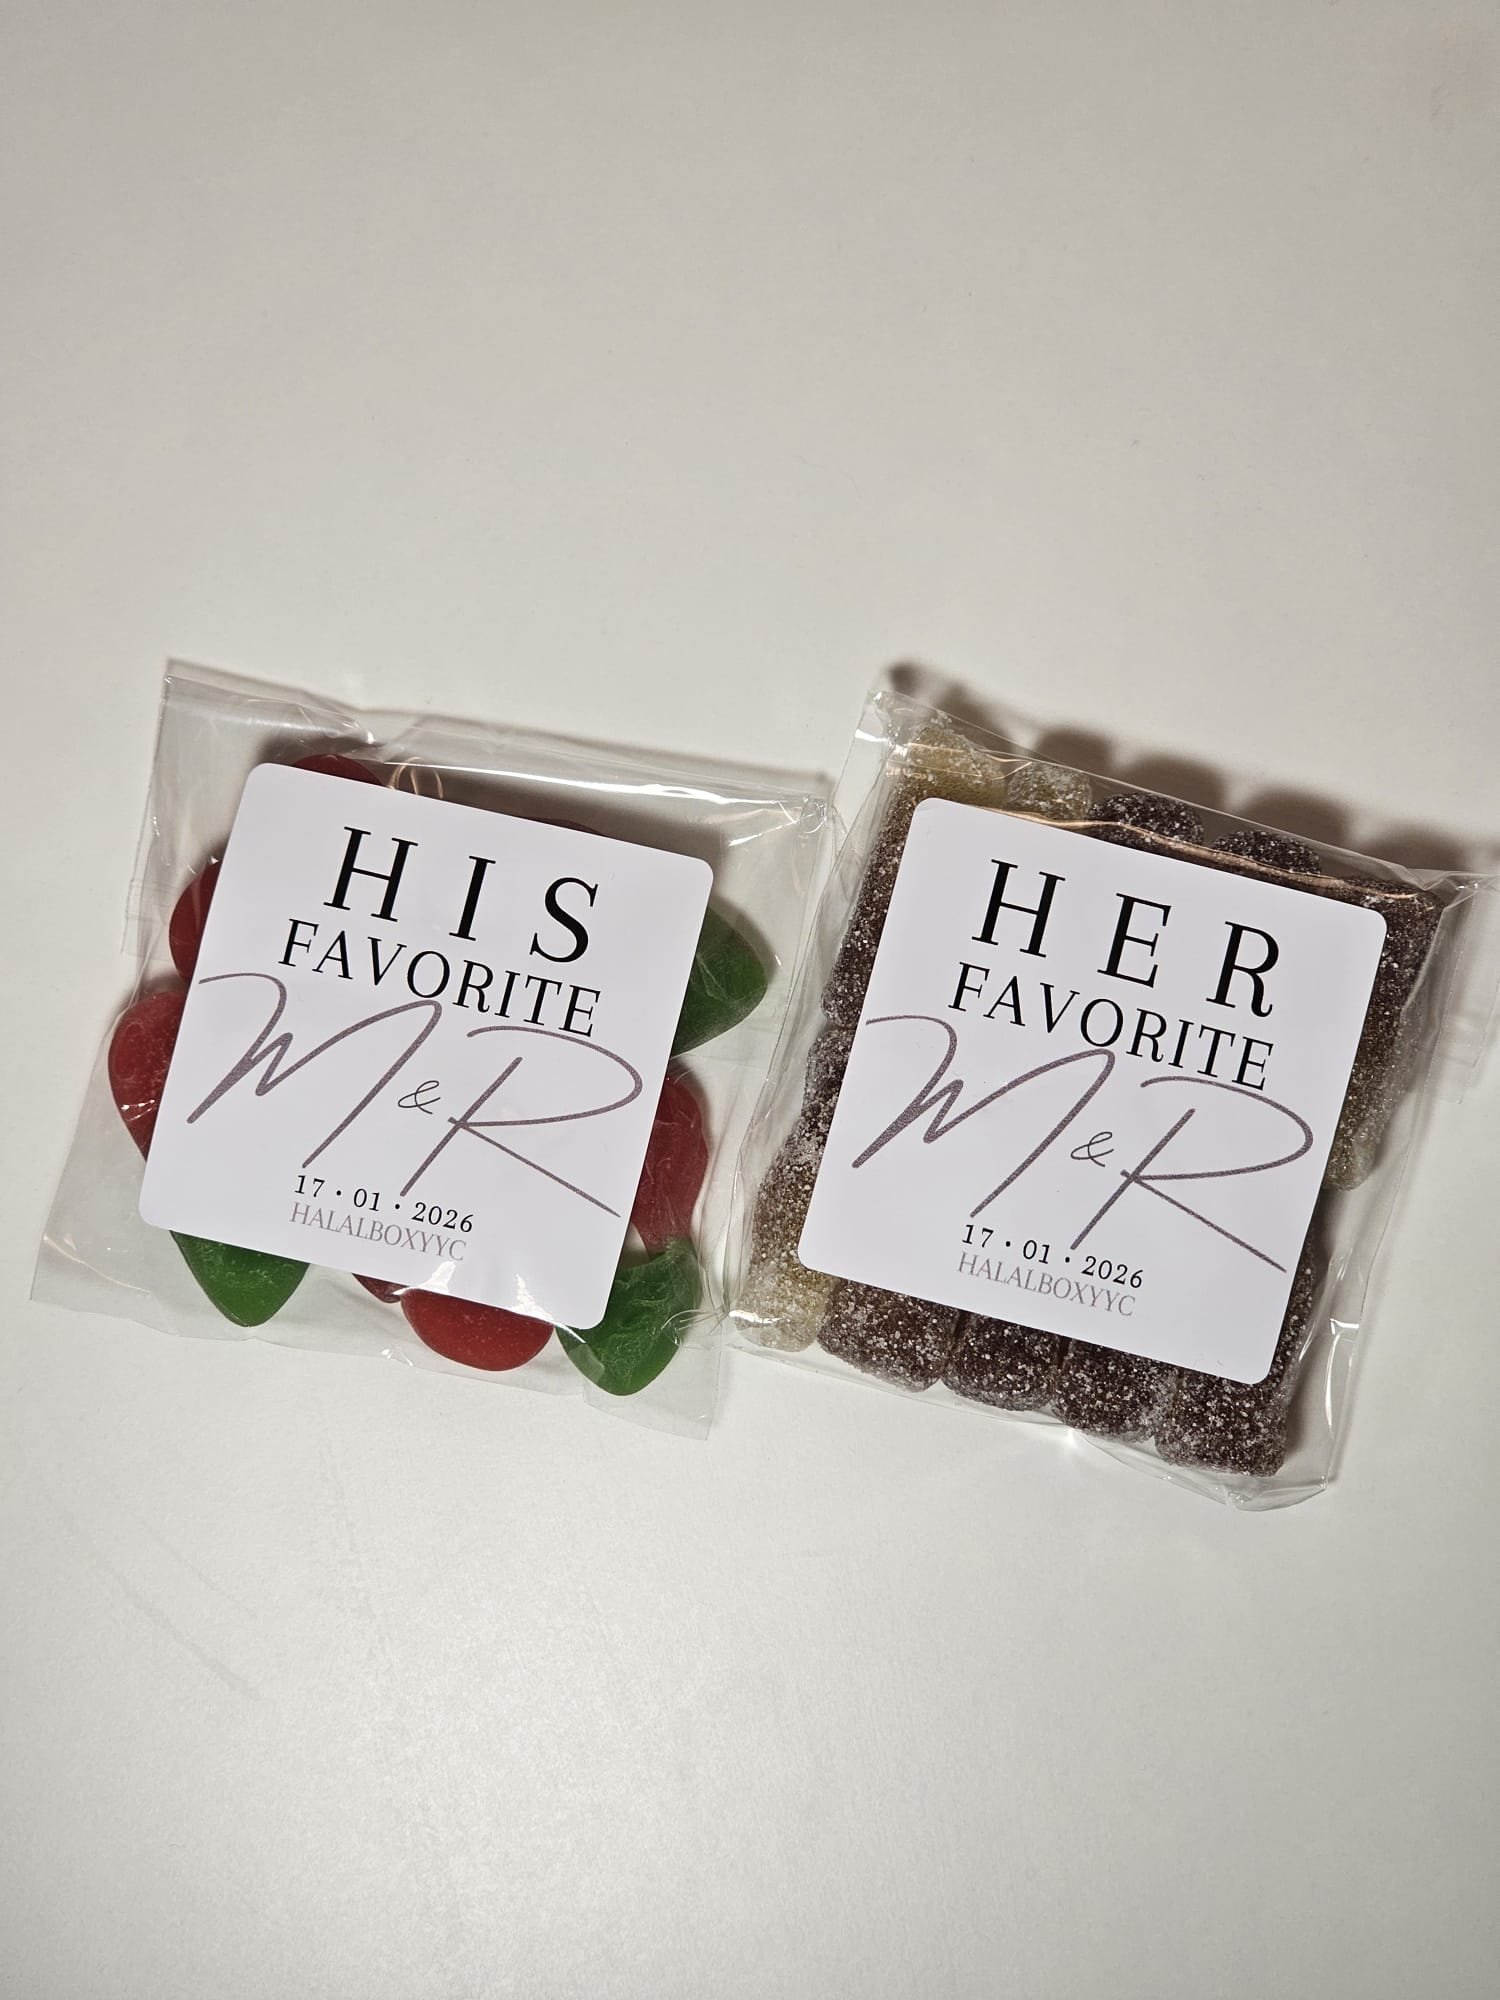 HIS
FAVORITE
M & R
17 • 01 • 2026
HALALBOXYYC
HER
FAVORITE
M & R
17 • 01 • 2026
HALALBOXYYC